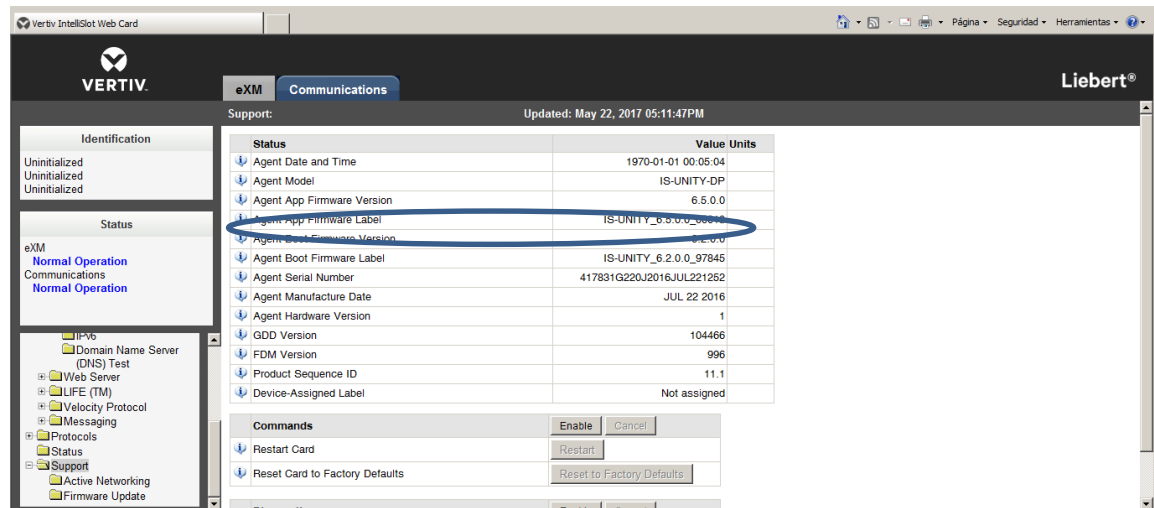 Vertiv IntelliSlot Web Card
Página Seguridad Herramientas
VERTIV.
eXM Communications
Liebert®
Support: Updated: May 22, 2017 05:11:47PM
Identification
Uninitialized
Uninitialized
Uninitialized
Status
eXM
Normal Operation
Communications
Normal Operation
IPv6
Domain Name Server
(DNS) Test
Web Server
LIFE (TM)
Velocity Protocol
Messaging
Protocols
Status
Support
Active Networking
Firmware Update
Status Value Units
Agent Date and Time 1970-01-01 00:05:04
Agent Model IS-UNITY-DP
Agent App Firmware Version 6.5.0.0
Agent App Firmware Label
Agent Boot Firmware Version
Agent Boot Firmware Label IS-UNITY_6.2.0.0_97845
Agent Serial Number 417831G220J2016JUL221252
Agent Manufacture Date JUL 22 2016
Agent Hardware Version 1
GDD Version 104466
FDM Version 996
Product Sequence ID 11.1
Device-Assigned Label Not assigned
Commands Enable Cancel
Restart Card Restart
Reset Card to Factory Defaults Reset to Factory Defaults